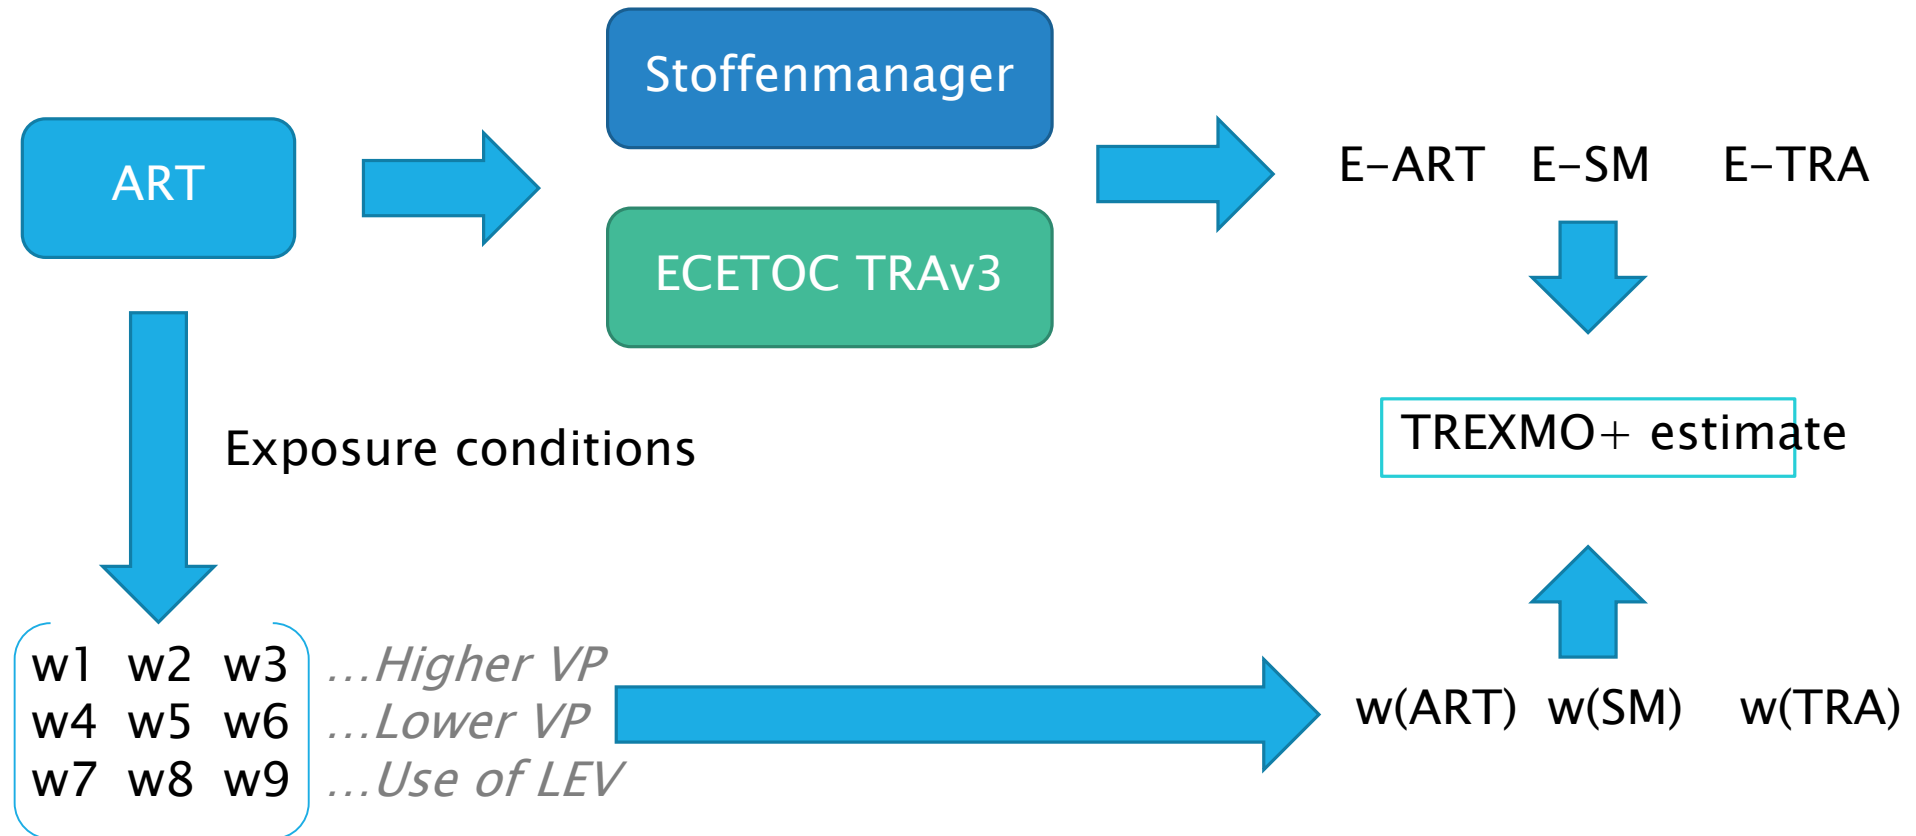 Stoffenmanager
ART
E-ART E-SM E-TRA
ECETOC TRAv3
Exposure conditions
TREXMO+ estimate
w1 w2 w3 ...Higher VP
w4 w5 w6 ...Lower VP
w7 w8 w9 ...Use of LEV
w(ART) w(SM) w(TRA)